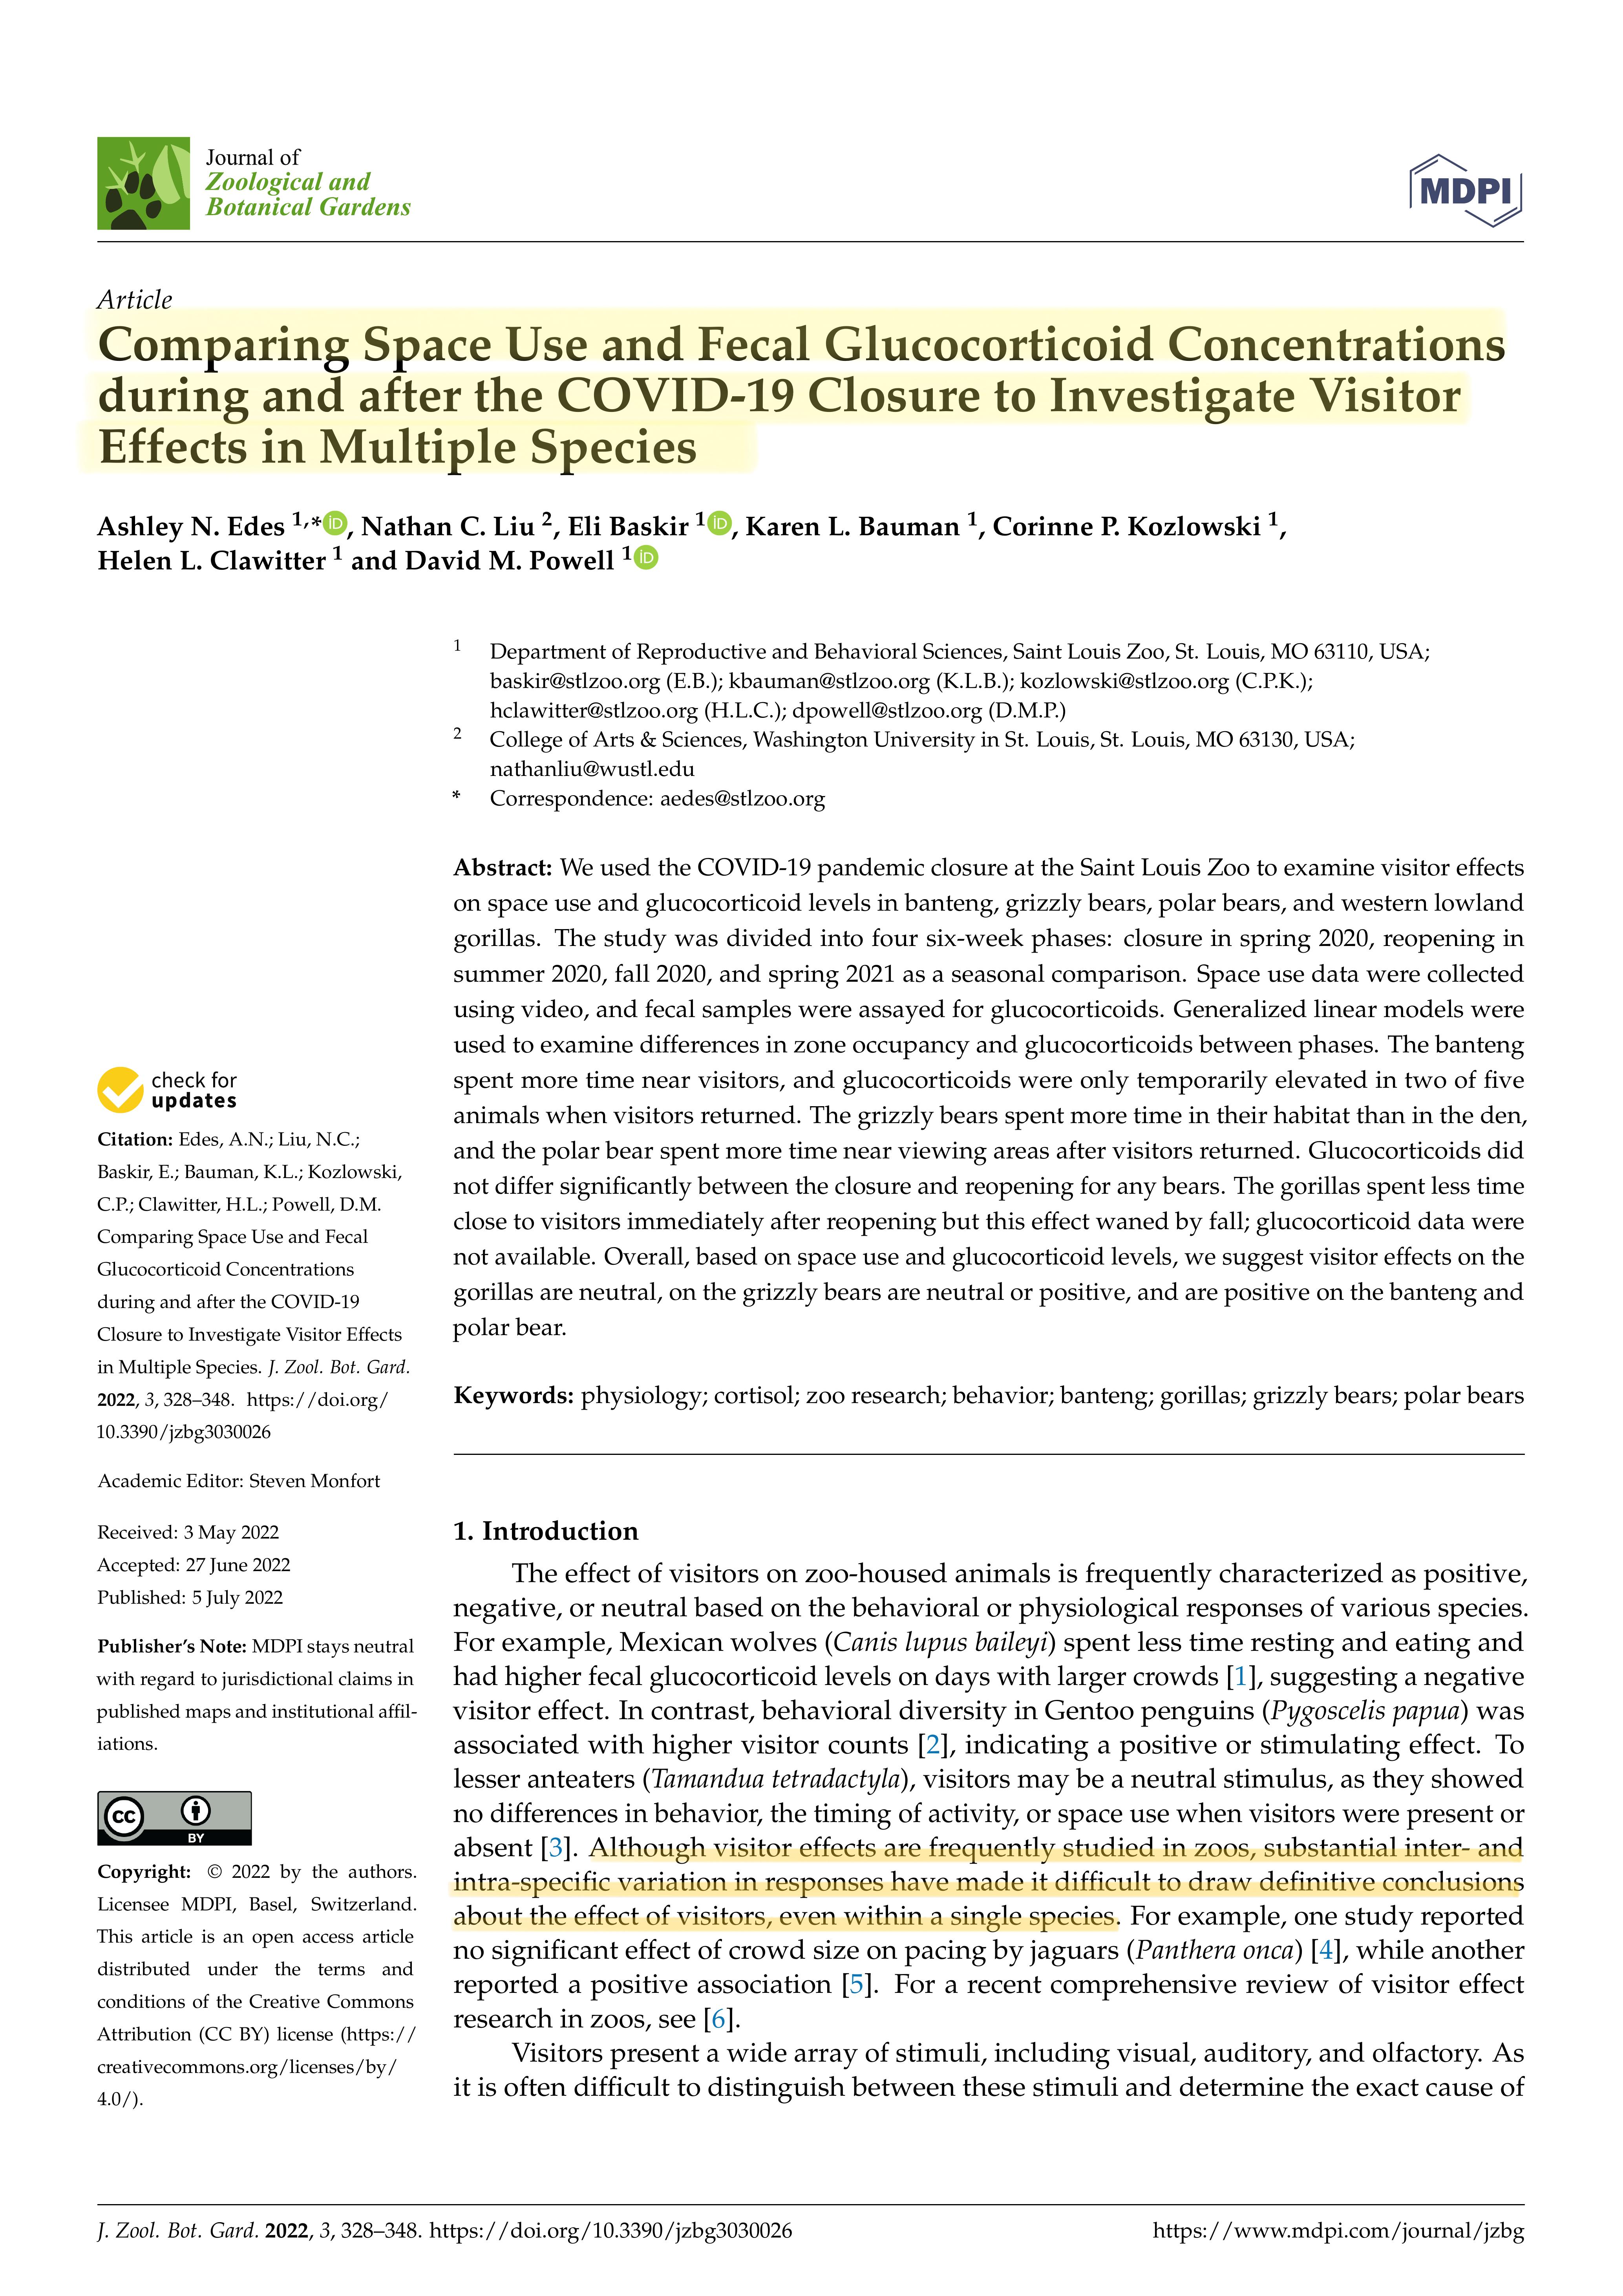 Journal of
Zoological and
Botanical Gardens
MDPI
Article
Comparing Space Use and Fecal Glucocorticoid Concentrations
during and after the COVID-19 Closure to Investigate Visitor
Effects in Multiple Species
Ashley N. Edes 1,* iD, Nathan C. Liu 2, Eli Baskir 1 iD, Karen L. Bauman 1, Corinne P. Kozlowski 1,
Helen L. Clawitter 1 and David M. Powell 1 iD
1 Department of Reproductive and Behavioral Sciences, Saint Louis Zoo, St. Louis, MO 63110, USA;
baskir@stlzoo.org (E.B.); kbauman@stlzoo.org (K.L.B.); kozlowski@stlzoo.org (C.P.K.);
hclawitter@stlzoo.org (H.L.C.); dpowell@stlzoo.org (D.M.P.)
2 College of Arts & Sciences, Washington University in St. Louis, St. Louis, MO 63130, USA;
nathanliu@wustl.edu
* Correspondence: aedes@stlzoo.org
Abstract: We used the COVID-19 pandemic closure at the Saint Louis Zoo to examine visitor effects
on space use and glucocorticoid levels in banteng, grizzly bears, polar bears, and western lowland
gorillas. The study was divided into four six-week phases: closure in spring 2020, reopening in
summer 2020, fall 2020, and spring 2021 as a seasonal comparison. Space use data were collected
using video, and fecal samples were assayed for glucocorticoids. Generalized linear models were
used to examine differences in zone occupancy and glucocorticoids between phases. The banteng
spent more time near visitors, and glucocorticoids were only temporarily elevated in two of five
animals when visitors returned. The grizzly bears spent more time in their habitat than in the den,
and the polar bear spent more time near viewing areas after visitors returned. Glucocorticoids did
not differ significantly between the closure and reopening for any bears. The gorillas spent less time
close to visitors immediately after reopening but this effect waned by fall; glucocorticoid data were
not available. Overall, based on space use and glucocorticoid levels, we suggest visitor effects on the
gorillas are neutral, on the grizzly bears are neutral or positive, and are positive on the banteng and
polar bear.
Keywords: physiology; cortisol; zoo research; behavior; banteng; gorillas; grizzly bears; polar bears
check for
updates
Citation: Edes, A.N.; Liu, N.C.;
Baskir, E.; Bauman, K.L.; Kozlowski,
C.P.; Clawitter, H.L.; Powell, D.M.
Comparing Space Use and Fecal
Glucocorticoid Concentrations
during and after the COVID-19
Closure to Investigate Visitor Effects
in Multiple Species. J. Zool. Bot. Gard.
2022, 3, 328–348. https://doi.org/
10.3390/jzbg3030026
Academic Editor: Steven Monfort
Received: 3 May 2022
Accepted: 27 June 2022
Published: 5 July 2022
Publisher's Note: MDPI stays neutral
with regard to jurisdictional claims in
published maps and institutional affil-
iations.
cc
BY
Copyright: © 2022 by the authors.
Licensee MDPI, Basel, Switzerland.
This article is an open access article
distributed under the terms and
conditions of the Creative Commons
Attribution (CC BY) license (https://
creativecommons.org/licenses/by/
4.0/).
1. Introduction
The effect of visitors on zoo-housed animals is frequently characterized as positive,
negative, or neutral based on the behavioral or physiological responses of various species.
For example, Mexican wolves (Canis lupus baileyi) spent less time resting and eating and
had higher fecal glucocorticoid levels on days with larger crowds [1], suggesting a negative
visitor effect. In contrast, behavioral diversity in Gentoo penguins (Pygoscelis papua) was
associated with higher visitor counts [2], indicating a positive or stimulating effect. To
lesser anteaters (Tamandua tetradactyla), visitors may be a neutral stimulus, as they showed
no differences in behavior, the timing of activity, or space use when visitors were present or
absent [3]. Although visitor effects are frequently studied in zoos, substantial inter- and
intra-specific variation in responses have made it difficult to draw definitive conclusions
about the effect of visitors, even within a single species. For example, one study reported
no significant effect of crowd size on pacing by jaguars (Panthera onca) [4], while another
reported a positive association [5]. For a recent comprehensive review of visitor effect
research in zoos, see [6].
Visitors present a wide array of stimuli, including visual, auditory, and olfactory. As
it is often difficult to distinguish between these stimuli and determine the exact cause of
J. Zool. Bot. Gard. 2022, 3, 328–348. https://doi.org/10.3390/jzbg3030026
https://www.mdpi.com/journal/jzbg